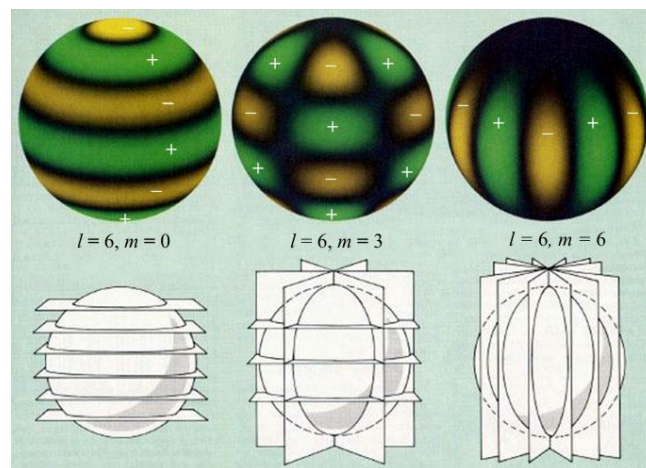 −
+
−
+
−
+
+ − +
− + −
+ − +
+ +
− + − + −
l = 6, m = 0
l = 6, m = 3
l = 6, m = 6